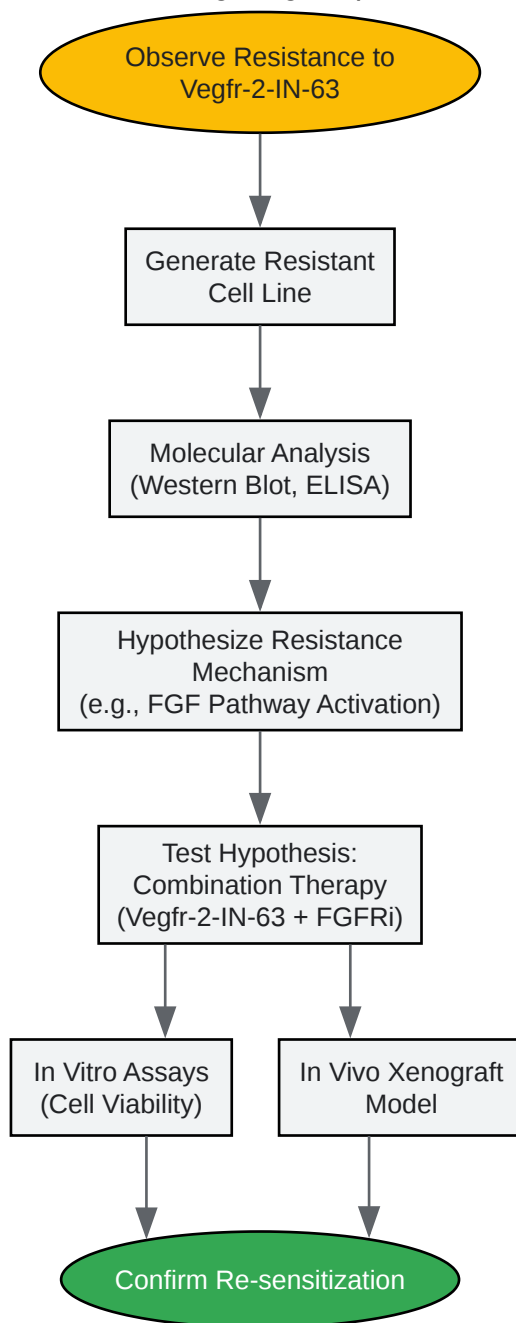 Observe Resistance to
Vegfr-2-IN-63
Generate Resistant
Cell Line
Molecular Analysis
(Western Blot, ELISA)
Hypothesize Resistance
Mechanism
(e.g., FGF Pathway Activation)
Test Hypothesis:
Combination Therapy
(Vegfr-2-IN-63 + FGFRi)
In Vitro Assays
(Cell Viability)
In Vivo Xenograft
Model
Confirm Re-sensitization